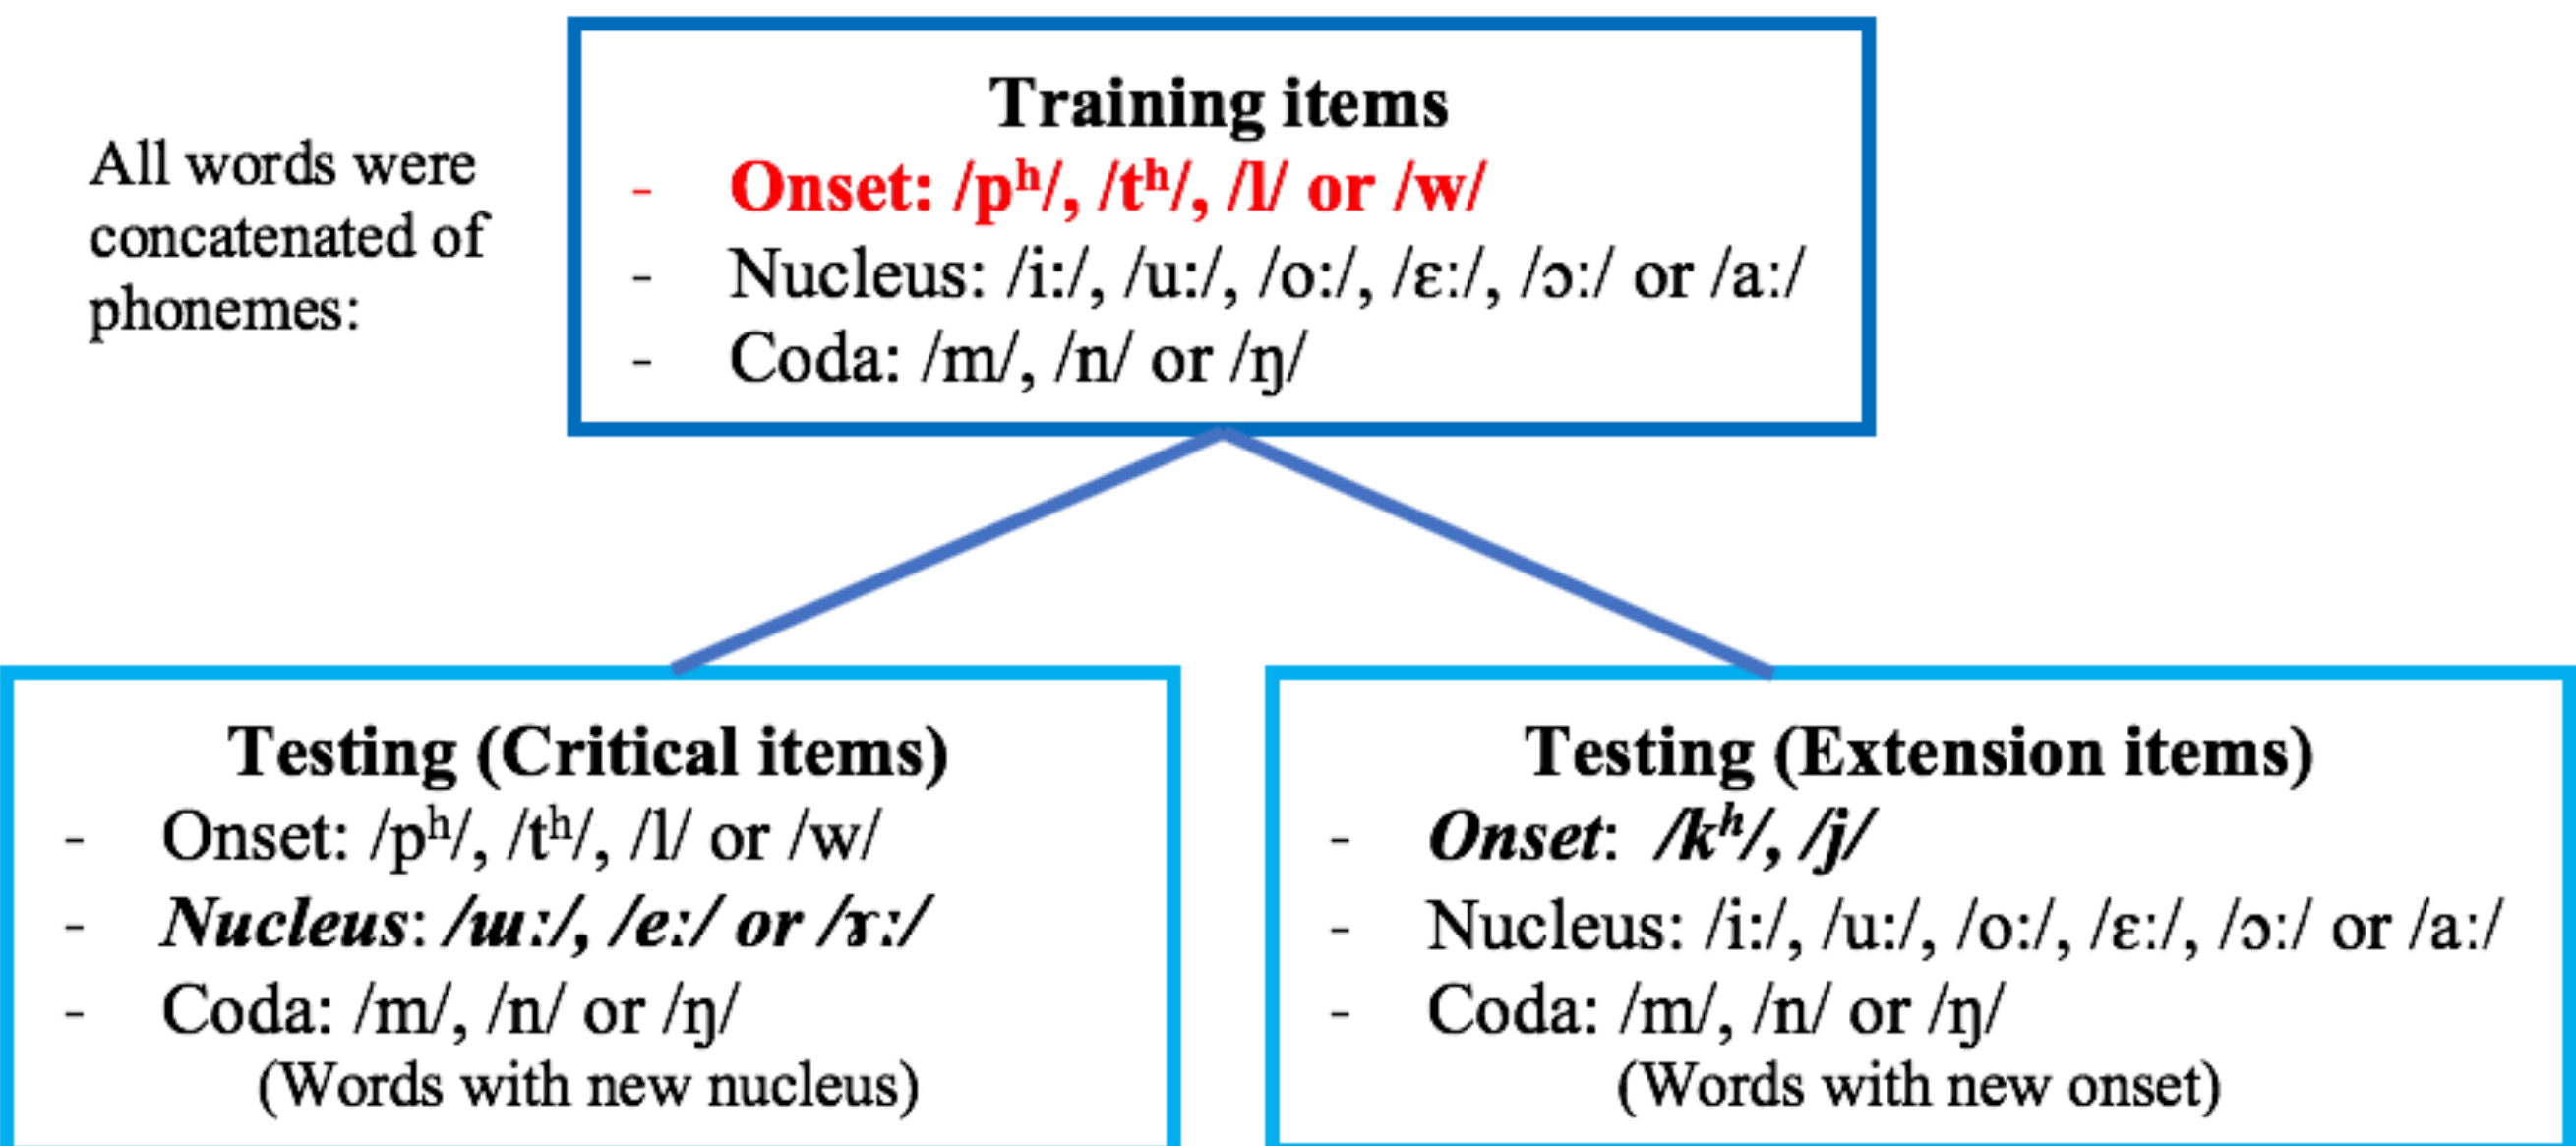 All words were
concatenated of
phonemes:
Training items
- Onset: /pʰ/, /tʰ/, /l/ or /w/
- Nucleus: /i:/, /u:/, /o:/, /ɛ:/, /ɔ:/ or /a:/
- Coda: /m/, /n/ or /ŋ/
Testing (Critical items)
- Onset: /pʰ/, /tʰ/, /l/ or /w/
- Nucleus: /ɯ:/, /e:/ or /ɤ:/
- Coda: /m/, /n/ or /ŋ/
(Words with new nucleus)
Testing (Extension items)
- Onset: /kʰ/, /j/
- Nucleus: /i:/, /u:/, /o:/, /ɛ:/, /ɔ:/ or /a:/
- Coda: /m/, /n/ or /ŋ/
(Words with new onset)